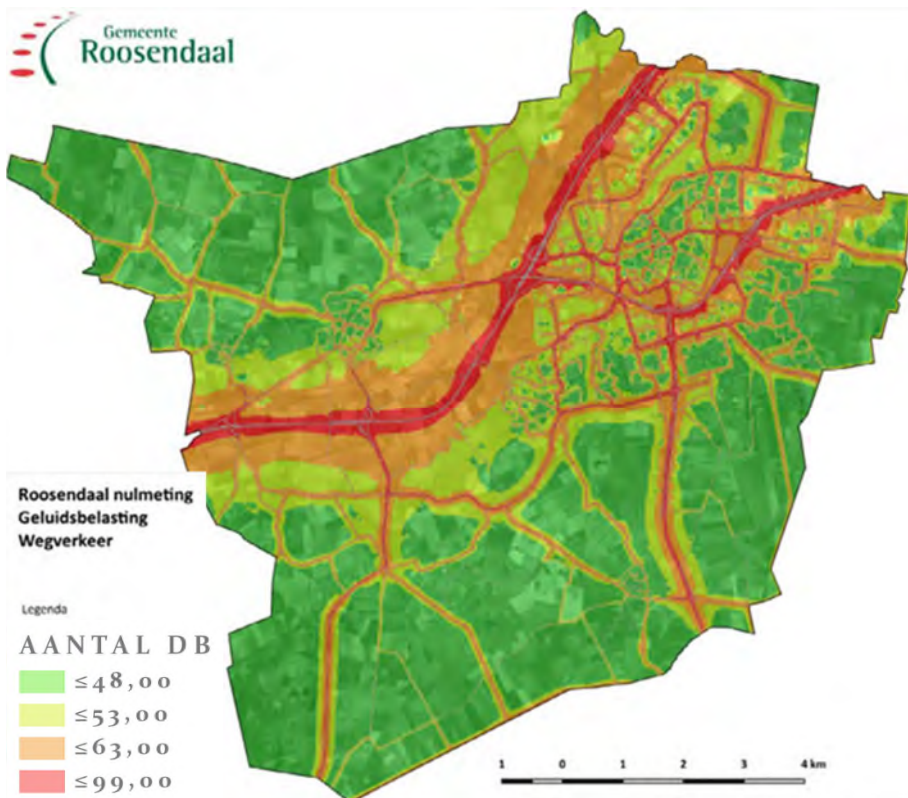 Gemeente
Roosendaal
Roosendaal nulmeting
Geluidsbelasting
Wegverkeer
Legenda
AANTAL DB
≤48,00
≤53,00
≤63,00
≤99,00
1 0 1 2 3 4 km